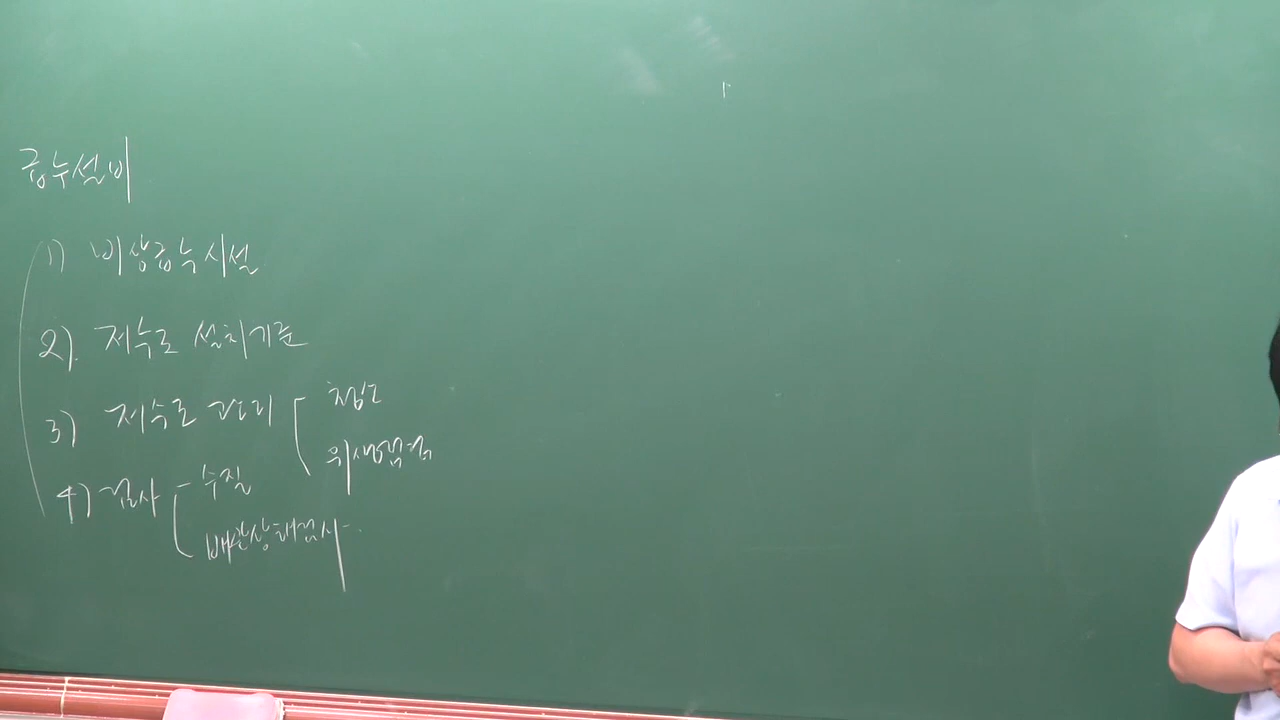 급수설비
1) 비상급수시설
2). 저수조 설치기준
3) 저수조 관리 청소
위생점검
4) 검사 수질
배관상태검사